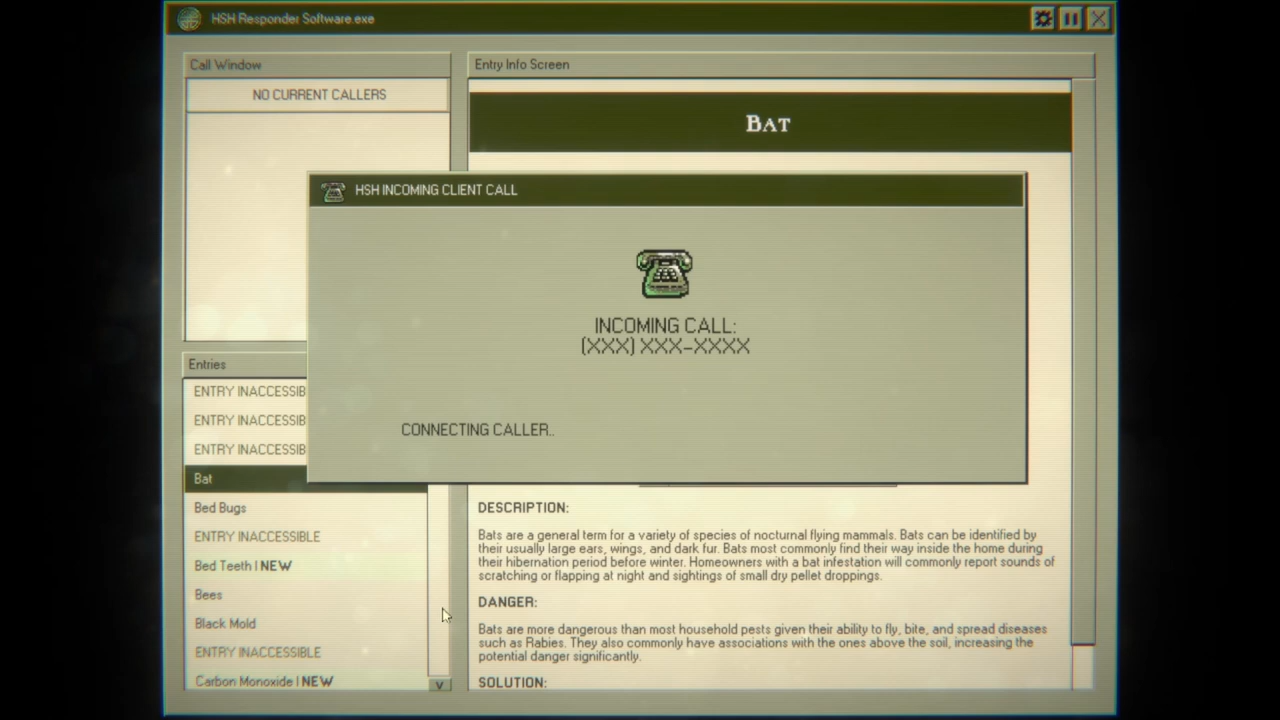 HSH Responder Software.exe
Call Window
NO CURRENT CALLERS
Entry Info Screen
BAT
HSH INCOMING CLIENT CALL
INCOMING CALL:
(XXX) XXX-XXXX
CONNECTING CALLER..
Entries
ENTRY INACCESSIB
ENTRY INACCESSIB
ENTRY INACCESSIB
Bat
Bed Bugs
ENTRY INACCESSIBLE
Bed Teeth | NEW
Bees
Black Mold
ENTRY INACCESSIBLE
Carbon Monoxide | NEW
V
DESCRIPTION:
Bats are a general term for a variety of species of nocturnal flying mammals. Bats can be identified by
their usually large ears, wings, and dark fur. Bats most commonly find their way inside the home during
their hibernation period before winter. Homeowners with a bat infestation will commonly report sounds of
scratching or flapping at night and sightings of small dry pellet droppings.
DANGER:
Bats are more dangerous than most household pests given their ability to fly, bite, and spread diseases
such as Rabies. They also commonly have associations with the ones above the soil, increasing the
potential danger significantly.
SOLUTION: